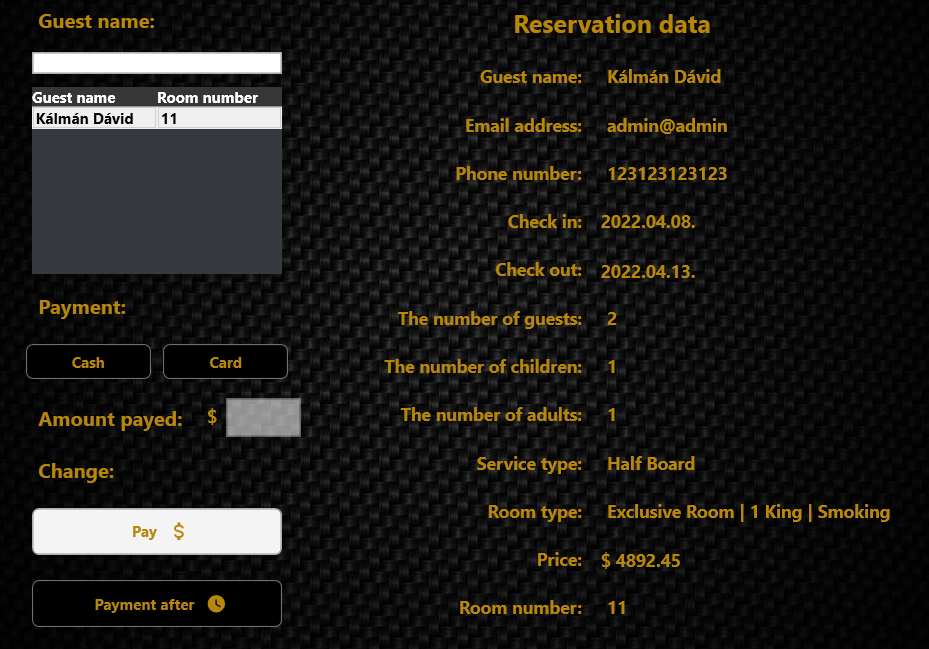 Guest name:
Guest name Room number
Kálmán Dávid 11
Payment:
Cash Card
Amount payed: $
Change:
Pay $
Payment after
Reservation data
Guest name: Kálmán Dávid
Email address: admin@admin
Phone number: 123123123123
Check in: 2022.04.08.
Check out: 2022.04.13.
The number of guests: 2
The number of children: 1
The number of adults: 1
Service type: Half Board
Room type: Exclusive Room | 1 King | Smoking
Price: $ 4892.45
Room number: 11